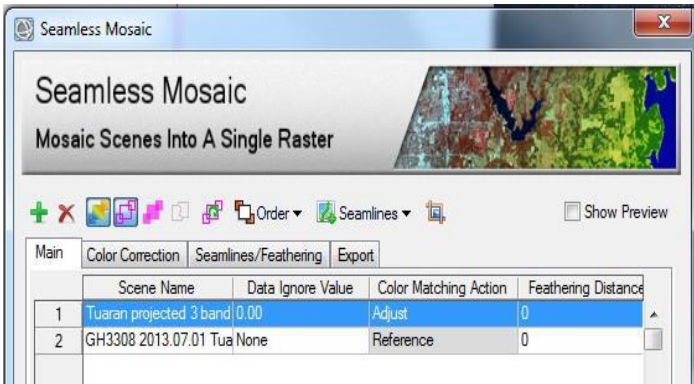 Seamless Mosaic
X
Seamless Mosaic
Mosaic Scenes Into A Single Raster
Order Seamlines Show Preview
Main Color Correction Seamlines/Feathering Export
Scene Name Data Ignore Value Color Matching Action Feathering Distance
1 Tuaran projected 3 band 0.00 Adjust 0
2 GH3308 2013.07.01 Tua None Reference 0